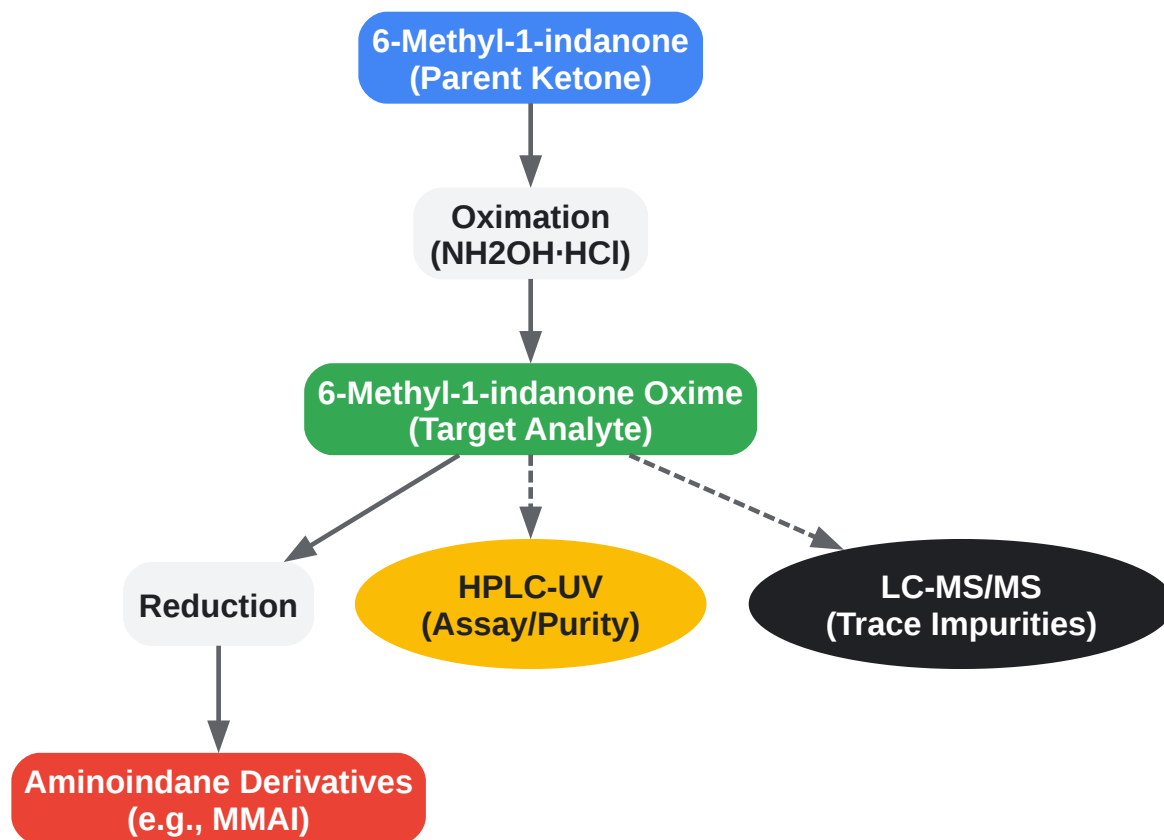 6-Methyl-1-indanone
(Parent Ketone)
Oximation
(NH2OH·HCl)
6-Methyl-1-indanone Oxime
(Target Analyte)
Reduction
HPLC-UV
(Assay/Purity)
LC-MS/MS
(Trace Impurities)
Aminoindane Derivatives
(e.g., MMAI)